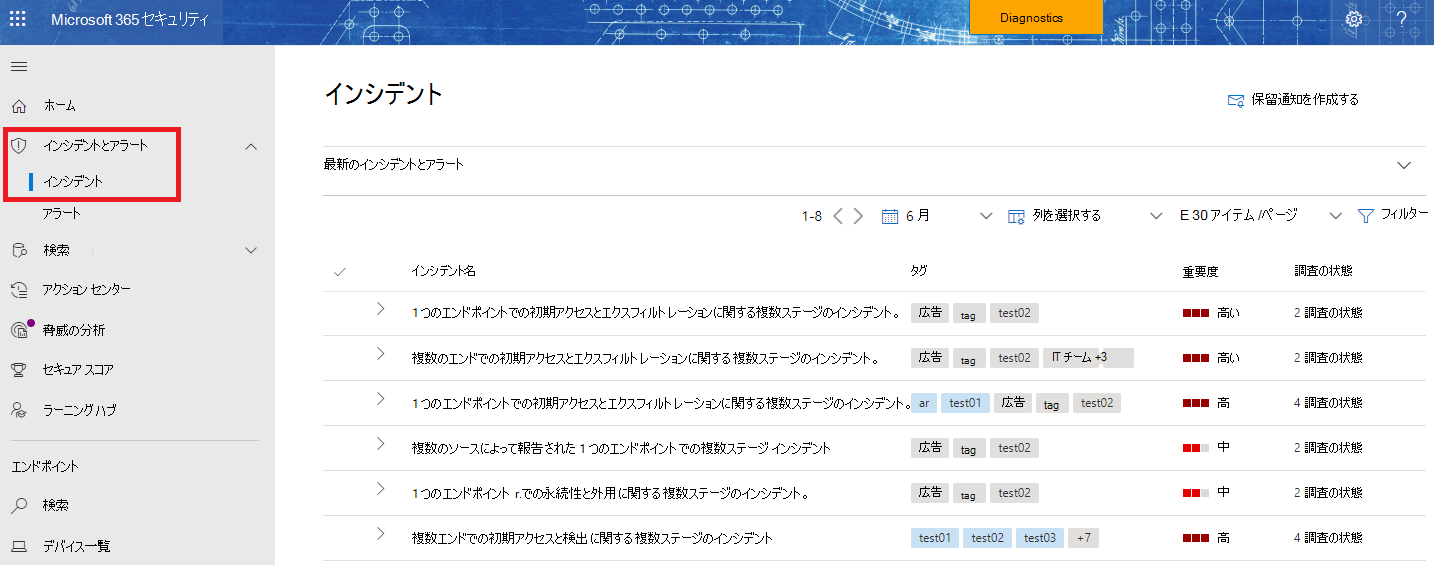 Microsoft 365 セキュリティ
Diagnostics
?
ホーム
インシデントとアラート
インシデント
アラート
検索
アクション センター
脅威の分析
セキュア スコア
ラーニング ハブ
エンドポイント
検索
デバイス一覧
インシデント
保留通知を作成する
最新のインシデントとアラート
1-8 6 月 列を選択する E 30 アイテム /ページ フィルター
インシデント名 タグ 重要度 調査の状態
1 つのエンドポイントでの初期アクセスとエクスフィルトレーションに関する複数ステージのインシデント。 広告 tag test02 高い 2 調査の状態
複数のエンドでの初期アクセスとエクスフィルトレーションに関する複数ステージのインシデント。 広告 tag test02 IT チーム +3 高い 2 調査の状態
1 つのエンドポイントでの初期アクセスとエクスフィルトレーションに関する複数ステージのインシデント。 ar test01 広告 tag test02 高 4 調査の状態
複数のソースによって報告された 1 つのエンドポイントでの複数ステージ インシデント 広告 tag test02 中 2 調査の状態
1 つのエンドポイント r.での永続性と外用に関する複数ステージのインシデント。 広告 tag test02 中 2 調査の状態
複数エンドでの初期アクセスと検出に関する複数ステージのインシデント test01 test02 test03 +7 高 4 調査の状態